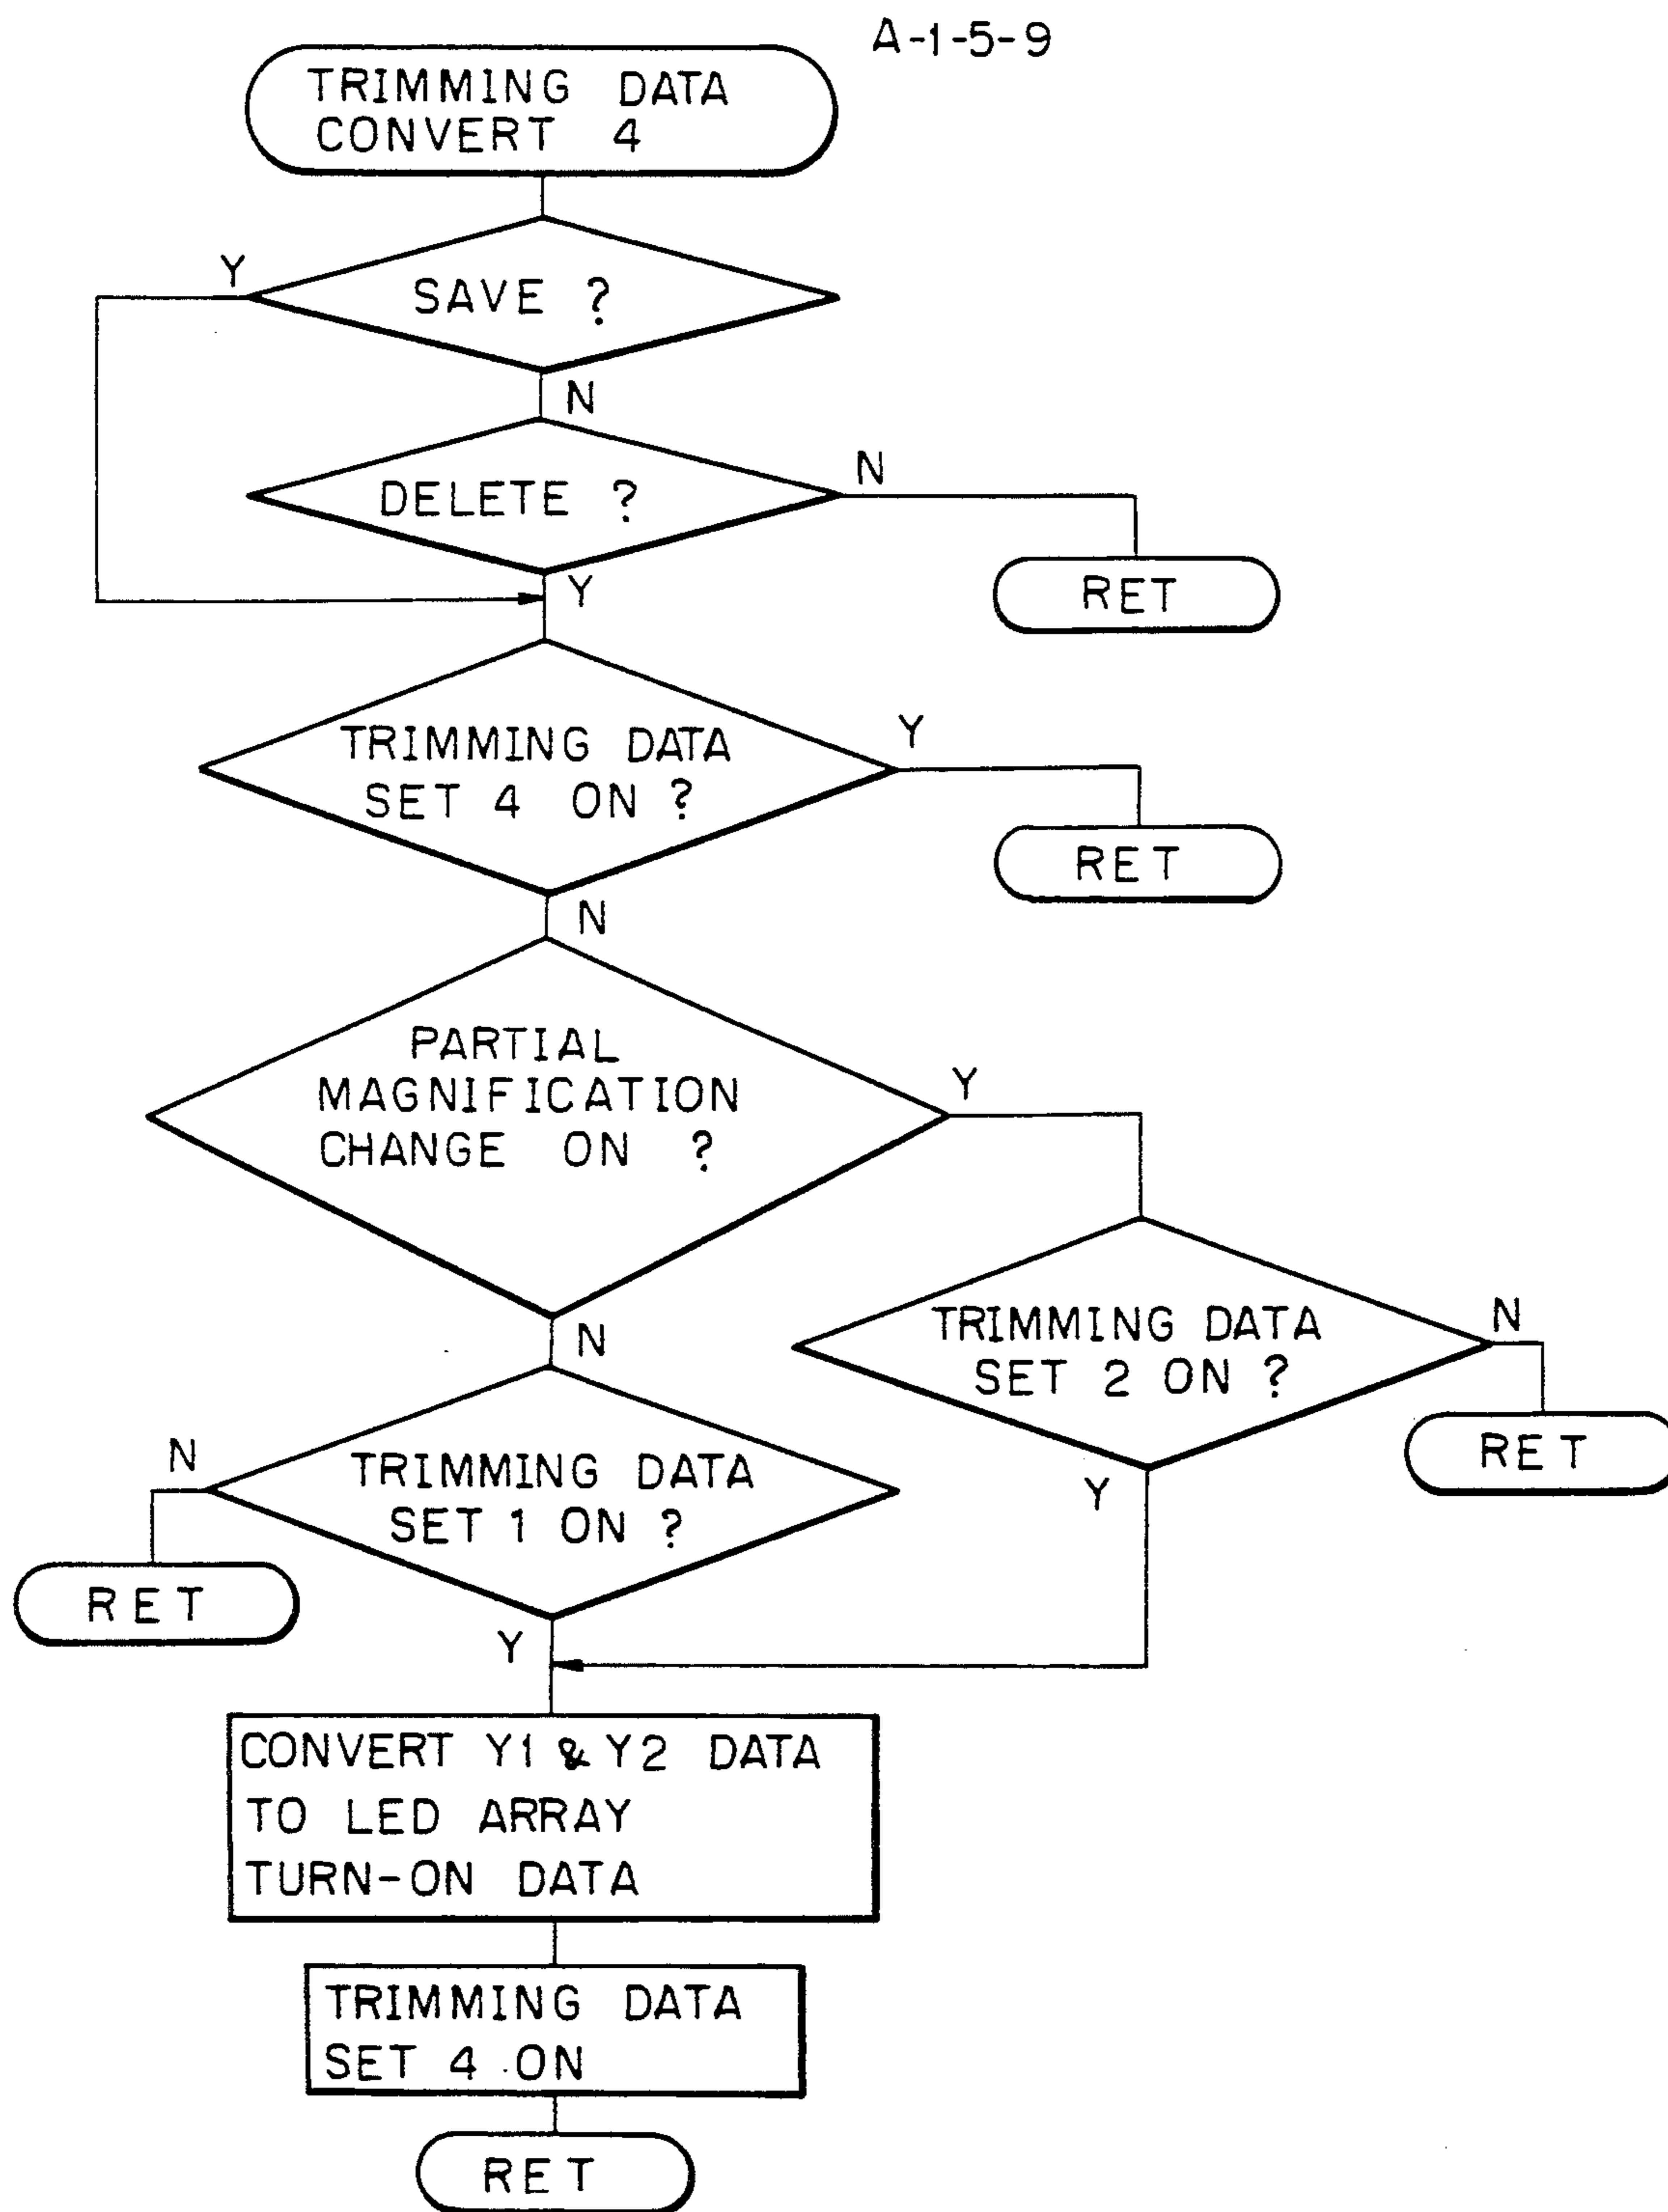 A-1-5-9
TRIMMING DATA
CONVERT 4
Y
SAVE ?
N
DELETE ?
N
Y
RET
TRIMMING DATA
SET 4 ON ?
Y
RET
N
PARTIAL
MAGNIFICATION
CHANGE ON ?
Y
N
TRIMMING DATA
SET 2 ON ?
N
RET
Y
N
TRIMMING DATA
SET 1 ON ?
RET
Y
CONVERT Y1 & Y2 DATA
TO LED ARRAY
TURN-ON DATA
TRIMMING DATA
SET 4 ON
RET